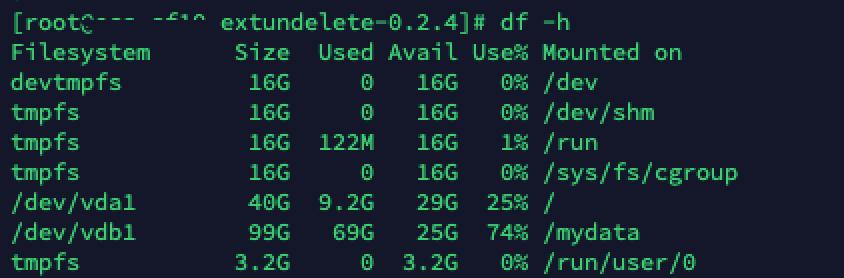 [root@ extundelete-0.2.4]# df -h
Filesystem      Size  Used Avail Use% Mounted on
devtmpfs         16G     0   16G   0% /dev
tmpfs            16G     0   16G   0% /dev/shm
tmpfs            16G  122M   16G   1% /run
tmpfs            16G     0   16G   0% /sys/fs/cgroup
/dev/vda1        40G  9.2G   29G  25% /
/dev/vdb1        99G   69G   25G  74% /mydata
tmpfs           3.2G     0  3.2G   0% /run/user/0